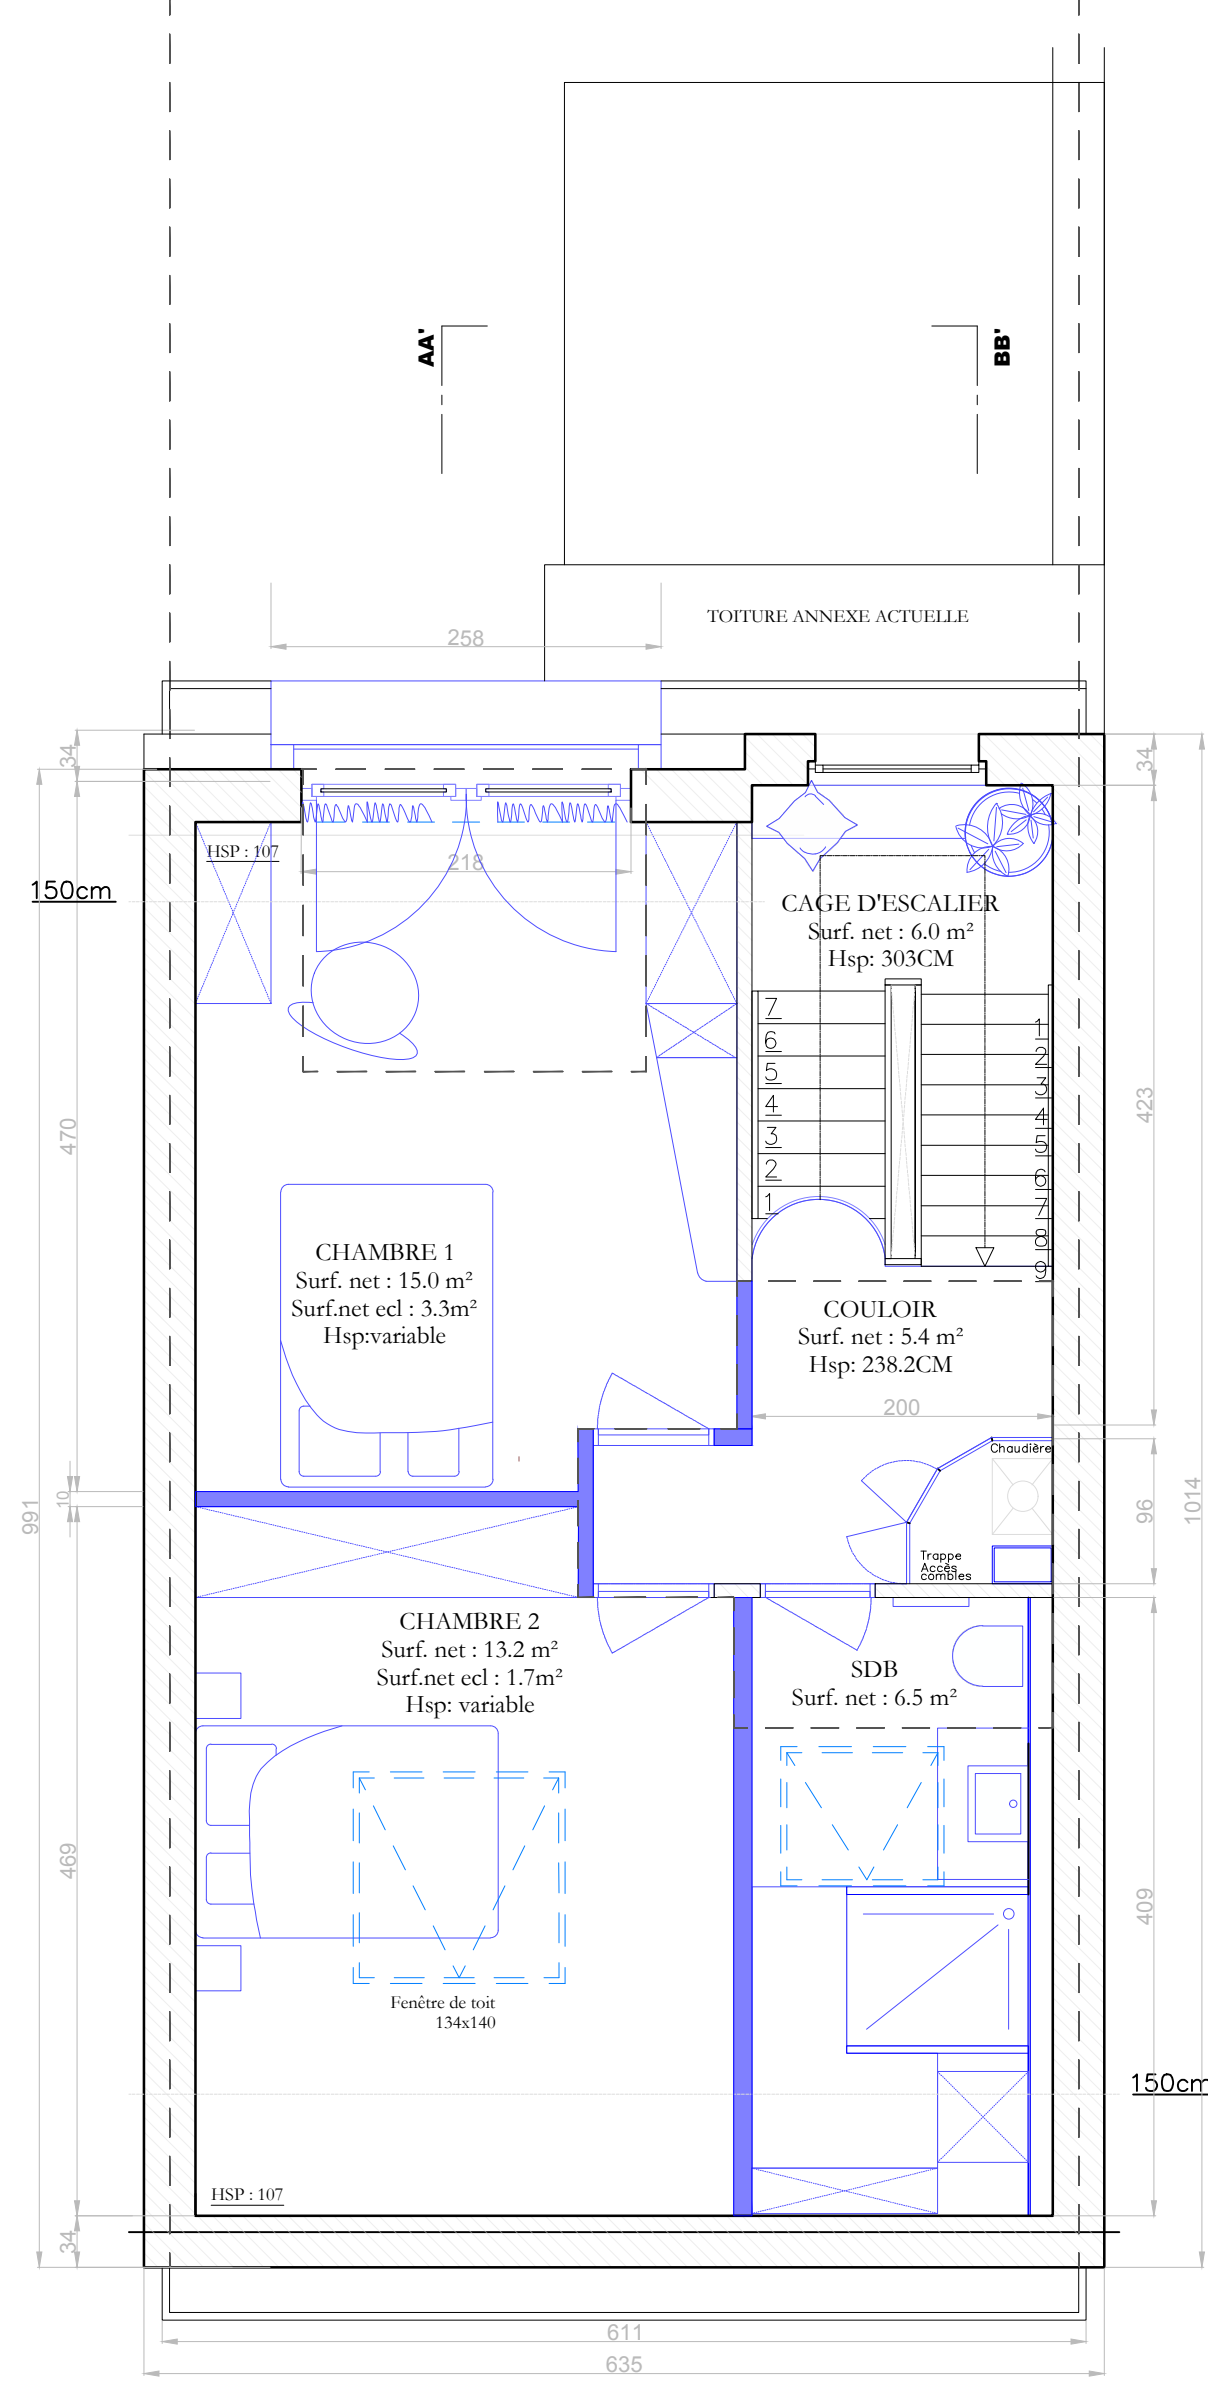 AA'
BB'
TOITURE ANNEXE ACTUELLE
258
34
34
HSP : 107
218
150cm
CAGE D'ESCALIER
Surf. net : 6.0 m²
Hsp: 303CM
7
6
5
4
3
2
1
1
2
3
4
5
6
7
8
9
470
423
CHAMBRE 1
Surf. net : 15.0 m²
Surf.net ecl : 3.3m²
Hsp:variable
COULOIR
Surf. net : 5.4 m²
Hsp: 238.2CM
200
Chaudière
10
991
96
1014
Trappe
Accès
combles
CHAMBRE 2
Surf. net : 13.2 m²
Surf.net ecl : 1.7m²
Hsp: variable
SDB
Surf. net : 6.5 m²
469
409
Fenêtre de toit
134x140
150cm
HSP : 107
34
611
635